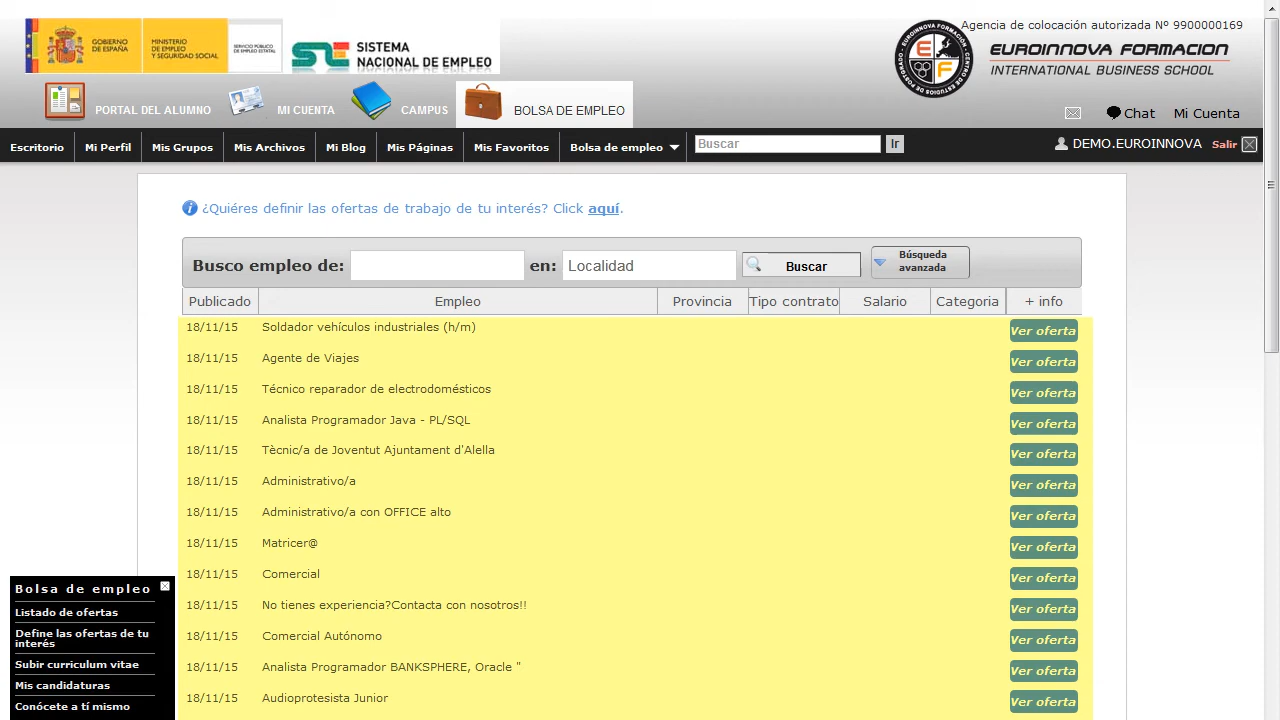 GOBIERNO DE ESPAÑA
MINISTERIO DE EMPLEO Y SEGURIDAD SOCIAL
SERVICIO PÚBLICO DE EMPLEO ESTATAL
SISTEMA NACIONAL DE EMPLEO
Agencia de colocación autorizada Nº 9900000169
EUROINNOVA FORMACION
INTERNATIONAL BUSINESS SCHOOL
PORTAL DEL ALUMNO MI CUENTA CAMPUS BOLSA DE EMPLEO
Chat Mi Cuenta
Escritorio Mi Perfil Mis Grupos Mis Archivos Mi Blog Mis Páginas Mis Favoritos Bolsa de empleo Buscar Ir DEMO.EUROINNOVA Salir
¿Quiéres definir las ofertas de trabajo de tu interés? Click aquí.
Busco empleo de: en: Localidad Buscar Búsqueda avanzada
Publicado Empleo Provincia Tipo contrato Salario Categoria + info
18/11/15 Soldador vehículos industriales (h/m) Ver oferta
18/11/15 Agente de Viajes Ver oferta
18/11/15 Técnico reparador de electrodomésticos Ver oferta
18/11/15 Analista Programador Java - PL/SQL Ver oferta
18/11/15 Tècnic/a de Joventut Ajuntament d'Alella Ver oferta
18/11/15 Administrativo/a Ver oferta
18/11/15 Administrativo/a con OFFICE alto Ver oferta
18/11/15 Matricer@ Ver oferta
18/11/15 Comercial Ver oferta
18/11/15 No tienes experiencia?Contacta con nosotros!! Ver oferta
18/11/15 Comercial Autónomo Ver oferta
18/11/15 Analista Programador BANKSPHERE, Oracle " Ver oferta
18/11/15 Audioprotesista Junior Ver oferta
Bolsa de empleo
Listado de ofertas
Define las ofertas de tu
interés
Subir curriculum vitae
Mis candidaturas
Conócete a tí mismo